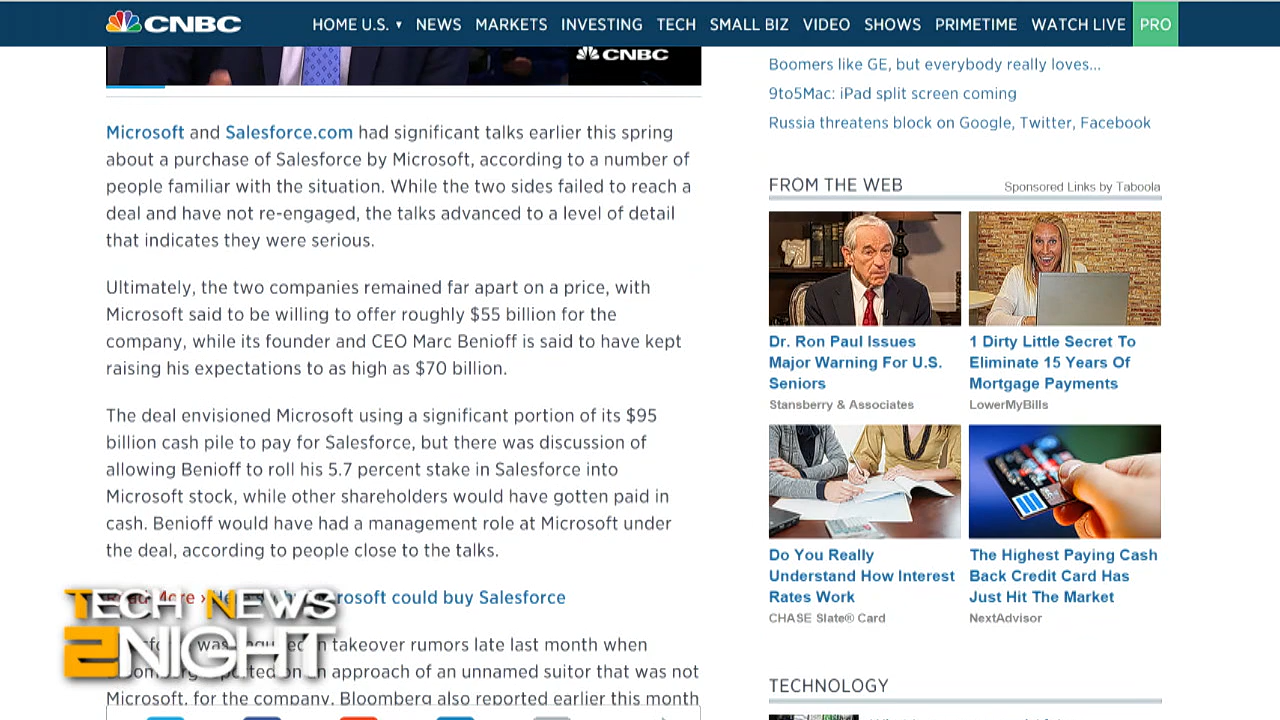 CNBC
HOME U.S. ▾ NEWS MARKETS INVESTING TECH SMALL BIZ VIDEO SHOWS PRIMETIME WATCH LIVE PRO
CNBC
Microsoft and Salesforce.com had significant talks earlier this spring
about a purchase of Salesforce by Microsoft, according to a number of
people familiar with the situation. While the two sides failed to reach a
deal and have not re-engaged, the talks advanced to a level of detail
that indicates they were serious.
Ultimately, the two companies remained far apart on a price, with
Microsoft said to be willing to offer roughly $55 billion for the
company, while its founder and CEO Marc Benioff is said to have kept
raising his expectations to as high as $70 billion.
The deal envisioned Microsoft using a significant portion of its $95
billion cash pile to pay for Salesforce, but there was discussion of
allowing Benioff to roll his 5.7 percent stake in Salesforce into
Microsoft stock, while other shareholders would have gotten paid in
cash. Benioff would have had a management role at Microsoft under
the deal, according to people close to the talks.
could buy Salesforce
in takeover rumors late last month when
an approach of an unnamed suitor that was not
Microsoft, for the company. Bloomberg also reported earlier this month
TECH NEWS
2NIGHT
Boomers like GE, but everybody really loves...
9to5Mac: iPad split screen coming
Russia threatens block on Google, Twitter, Facebook
FROM THE WEB
Sponsored Links by Taboola
Dr. Ron Paul Issues
Major Warning For U.S.
Seniors
Stansberry & Associates
1 Dirty Little Secret To
Eliminate 15 Years Of
Mortgage Payments
LowerMyBills
Do You Really
Understand How Interest
Rates Work
CHASE Slate® Card
The Highest Paying Cash
Back Credit Card Has
Just Hit The Market
NextAdvisor
TECHNOLOGY